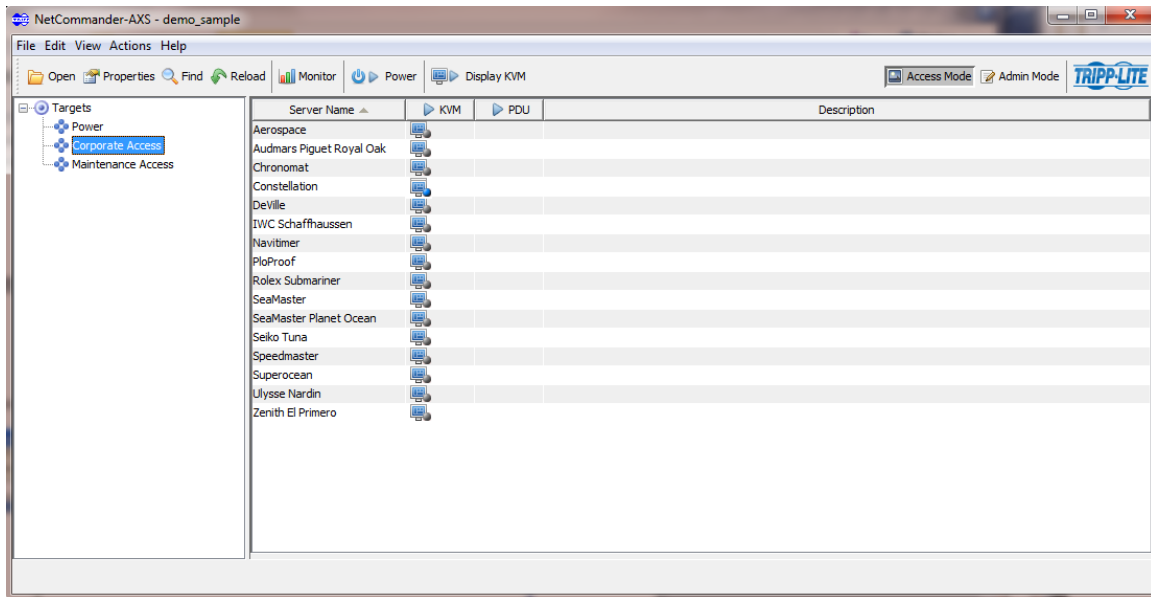 NetCommander-AXS - demo_sample
File Edit View Actions Help
Open Properties Find Reload Monitor Power Display KVM Access Mode Admin Mode TRIPP·LITE
Targets
Power
Corporate Access
Maintenance Access
Server Name KVM PDU Description
Aerospace
Audmars Piguet Royal Oak
Chronomat
Constellation
DeVille
IWC Schaffhaussen
Navitimer
PloProof
Rolex Submariner
SeaMaster
SeaMaster Planet Ocean
Seiko Tuna
Speedmaster
Superocean
Ulysse Nardin
Zenith El Primero